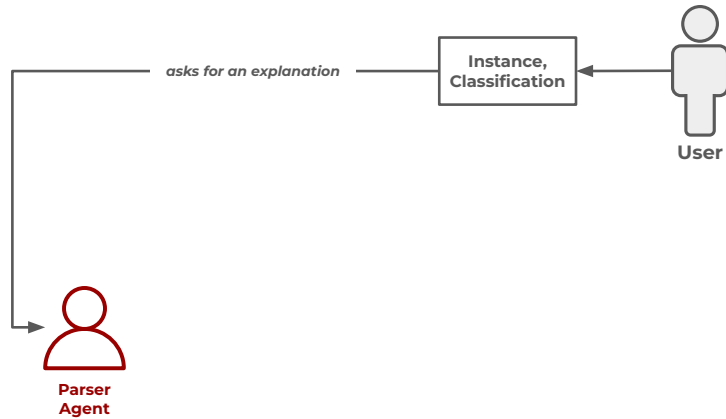 asks for an explanation
Instance,
Classification
User
Parser
Agent